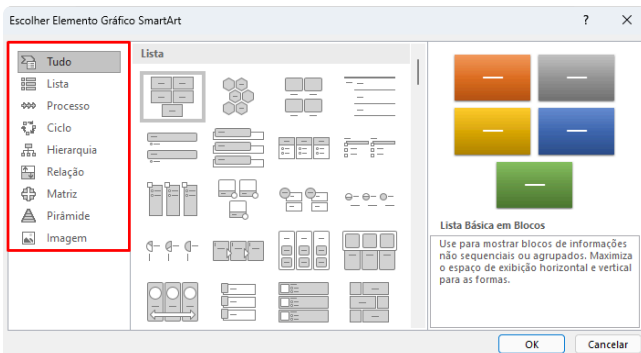 Escolher Elemento Gráfico SmartArt
?
Tudo
Lista
Processo
Ciclo
Hierarquia
Relação
Matriz
Pirâmide
Imagem
Lista
Lista Básica em Blocos
Use para mostrar blocos de informações
não sequenciais ou agrupados. Maximiza
o espaço de exibição horizontal e vertical
para as formas.
OK
Cancelar